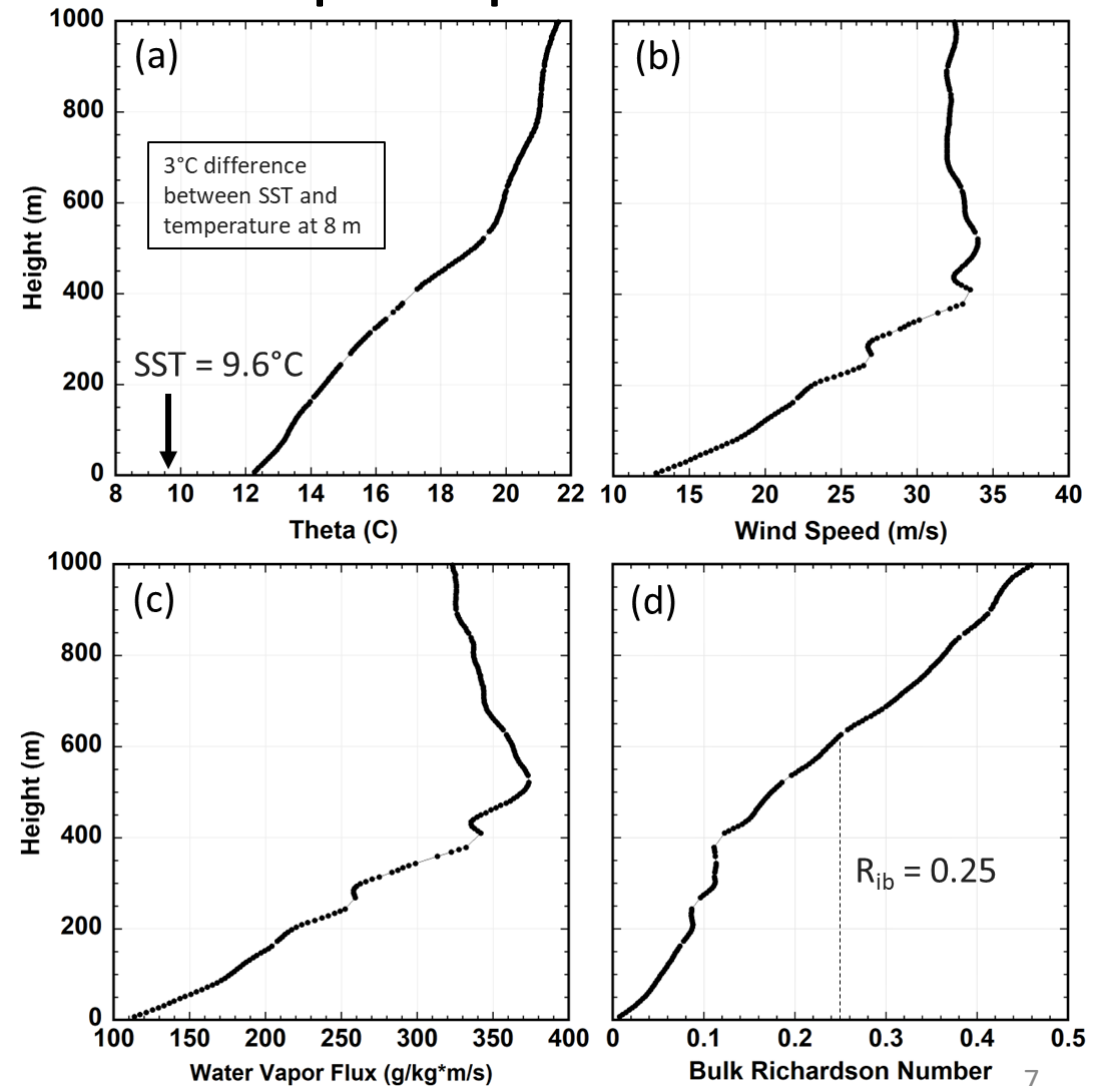 (a)
1000
800
600
400
200
0
Height (m)
3°C difference
between SST and
temperature at 8 m
SST = 9.6°C
8 10 12 14 16 18 20 22
Theta (C)
(b)
10 15 20 25 30 35 40
Wind Speed (m/s)
(c)
1000
800
600
400
200
0
Height (m)
100 150 200 250 300 350 400
Water Vapor Flux (g/kg*m/s)
(d)
Rib = 0.25
0 0.1 0.2 0.3 0.4 0.5
Bulk Richardson Number
7